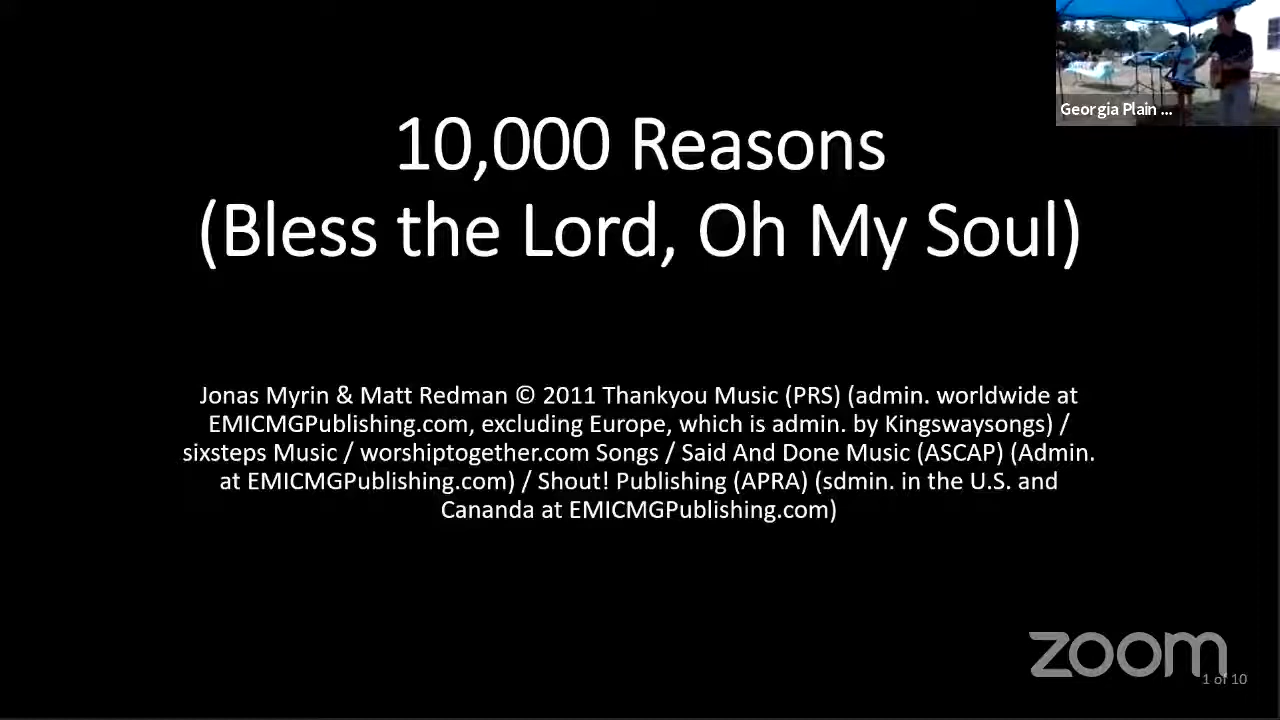 Georgia Plain ...
10,000 Reasons
(Bless the Lord, Oh My Soul)
Jonas Myrin & Matt Redman © 2011 Thankyou Music (PRS) (admin. worldwide at
EMICMGPublishing.com, excluding Europe, which is admin. by Kingswaysongs) /
sixsteps Music / worshiptogether.com Songs / Said And Done Music (ASCAP) (Admin.
at EMICMGPublishing.com) / Shout! Publishing (APRA) (sdmin. in the U.S. and
Cananda at EMICMGPublishing.com)
zoom
1 of 10